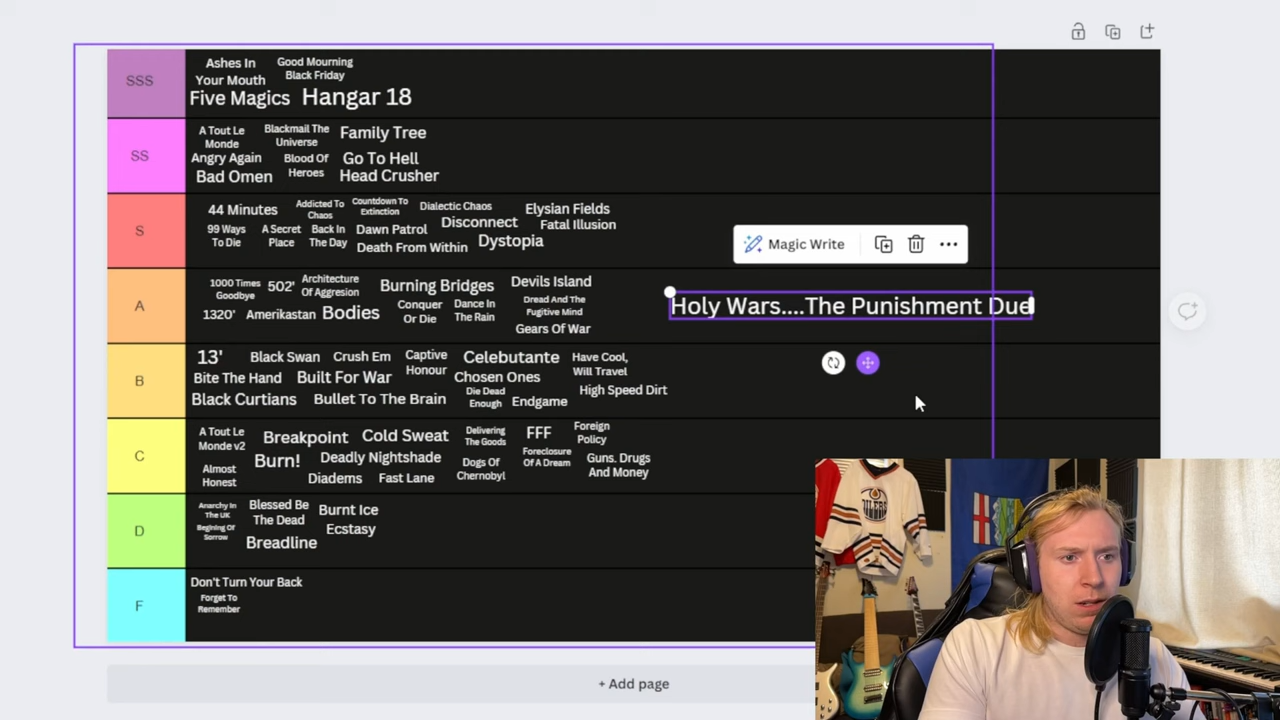 SSS
Ashes In
Your Mouth
Good Mourning
Black Friday
Five Magics
Hangar 18
SS
A Tout Le
Monde
Blackmail The
Universe
Family Tree
Angry Again
Blood Of
Heroes
Go To Hell
Bad Omen
Head Crusher
S
44 Minutes
Addicted To
Chaos
Countdown To
Extinction
Dialectic Chaos
Elysian Fields
99 Ways
To Die
A Secret
Place
Back In
The Day
Dawn Patrol
Disconnect
Fatal Illusion
Death From Within
Dystopia
Magic Write
A
1000 Times
Goodbye
502'
Architecture
Of Aggresion
Burning Bridges
Devils Island
1320'
Amerikastan
Bodies
Conquer
Or Die
Dance In
The Rain
Dread And The
Fugitive Mind
Gears Of War
Holy Wars....The Punishment Due
B
13'
Black Swan
Crush Em
Captive
Honour
Celebutante
Have Cool,
Will Travel
Bite The Hand
Built For War
Chosen Ones
High Speed Dirt
Black Curtians
Bullet To The Brain
Die Dead
Enough
Endgame
C
A Tout Le
Monde v2
Breakpoint
Cold Sweat
Delivering
The Goods
FFF
Foreign
Policy
Almost
Honest
Burn!
Deadly Nightshade
Dogs Of
Chernobyl
Foreclosure
Of A Dream
Guns. Drugs
And Money
Diadems
Fast Lane
D
Anarchy In
The UK
Blessed Be
The Dead
Burnt Ice
Begining Of
Sorrow
Ecstasy
Breadline
F
Don't Turn Your Back
Forget To
Remember
+ Add page
OILERS